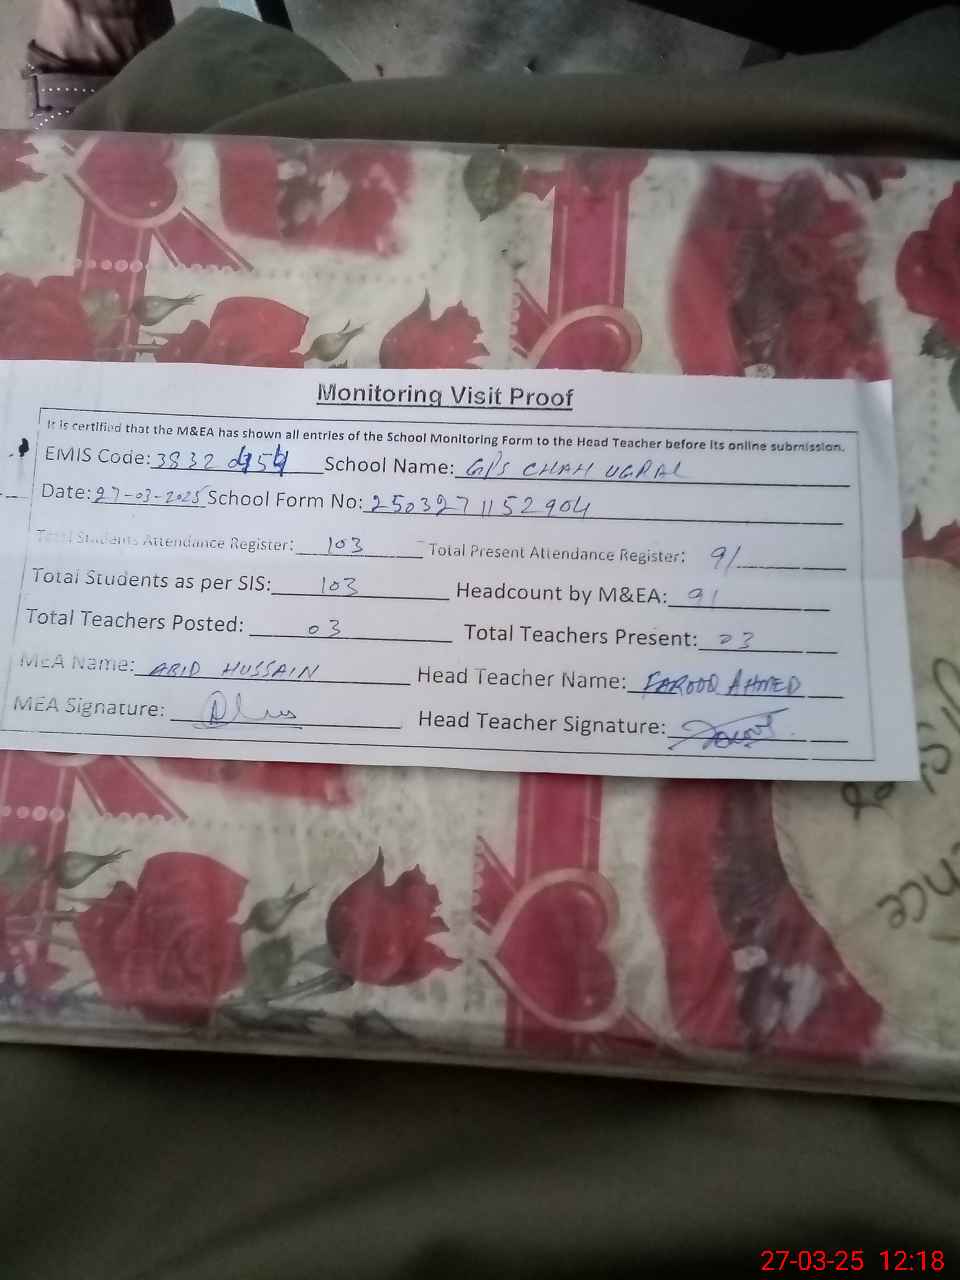 Monitoring Visit Proof
It is certified that the M&EA has shown all entries of the School Monitoring Form to the Head Teacher before its online submission.
EMIS Code: School Name: GPS CHAH UGRAL
Date: 27-03-2025 School Form No: 2503271152904
Total Students Attendance Register: 103 Total Present Attendance Register: 91
Total Students as per SIS: 103 Headcount by M&EA: 91
Total Teachers Posted: 03 Total Teachers Present: 03
MEA Name: ABID HUSSAIN Head Teacher Name: FAROOQ AHMED
MEA Signature: Head Teacher Signature:
27-03-25 12:18